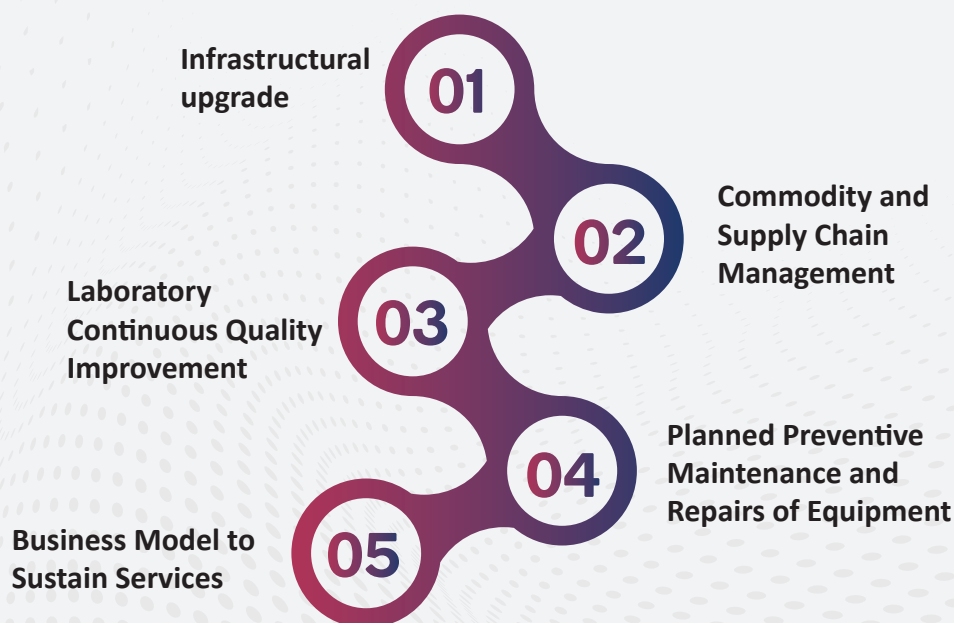 Infrastructural
upgrade
01
02
Commodity and
Supply Chain
Management
Laboratory
Continuous Quality
Improvement
03
04
Planned Preventive
Maintenance and
Repairs of Equipment
Business Model to
Sustain Services
05